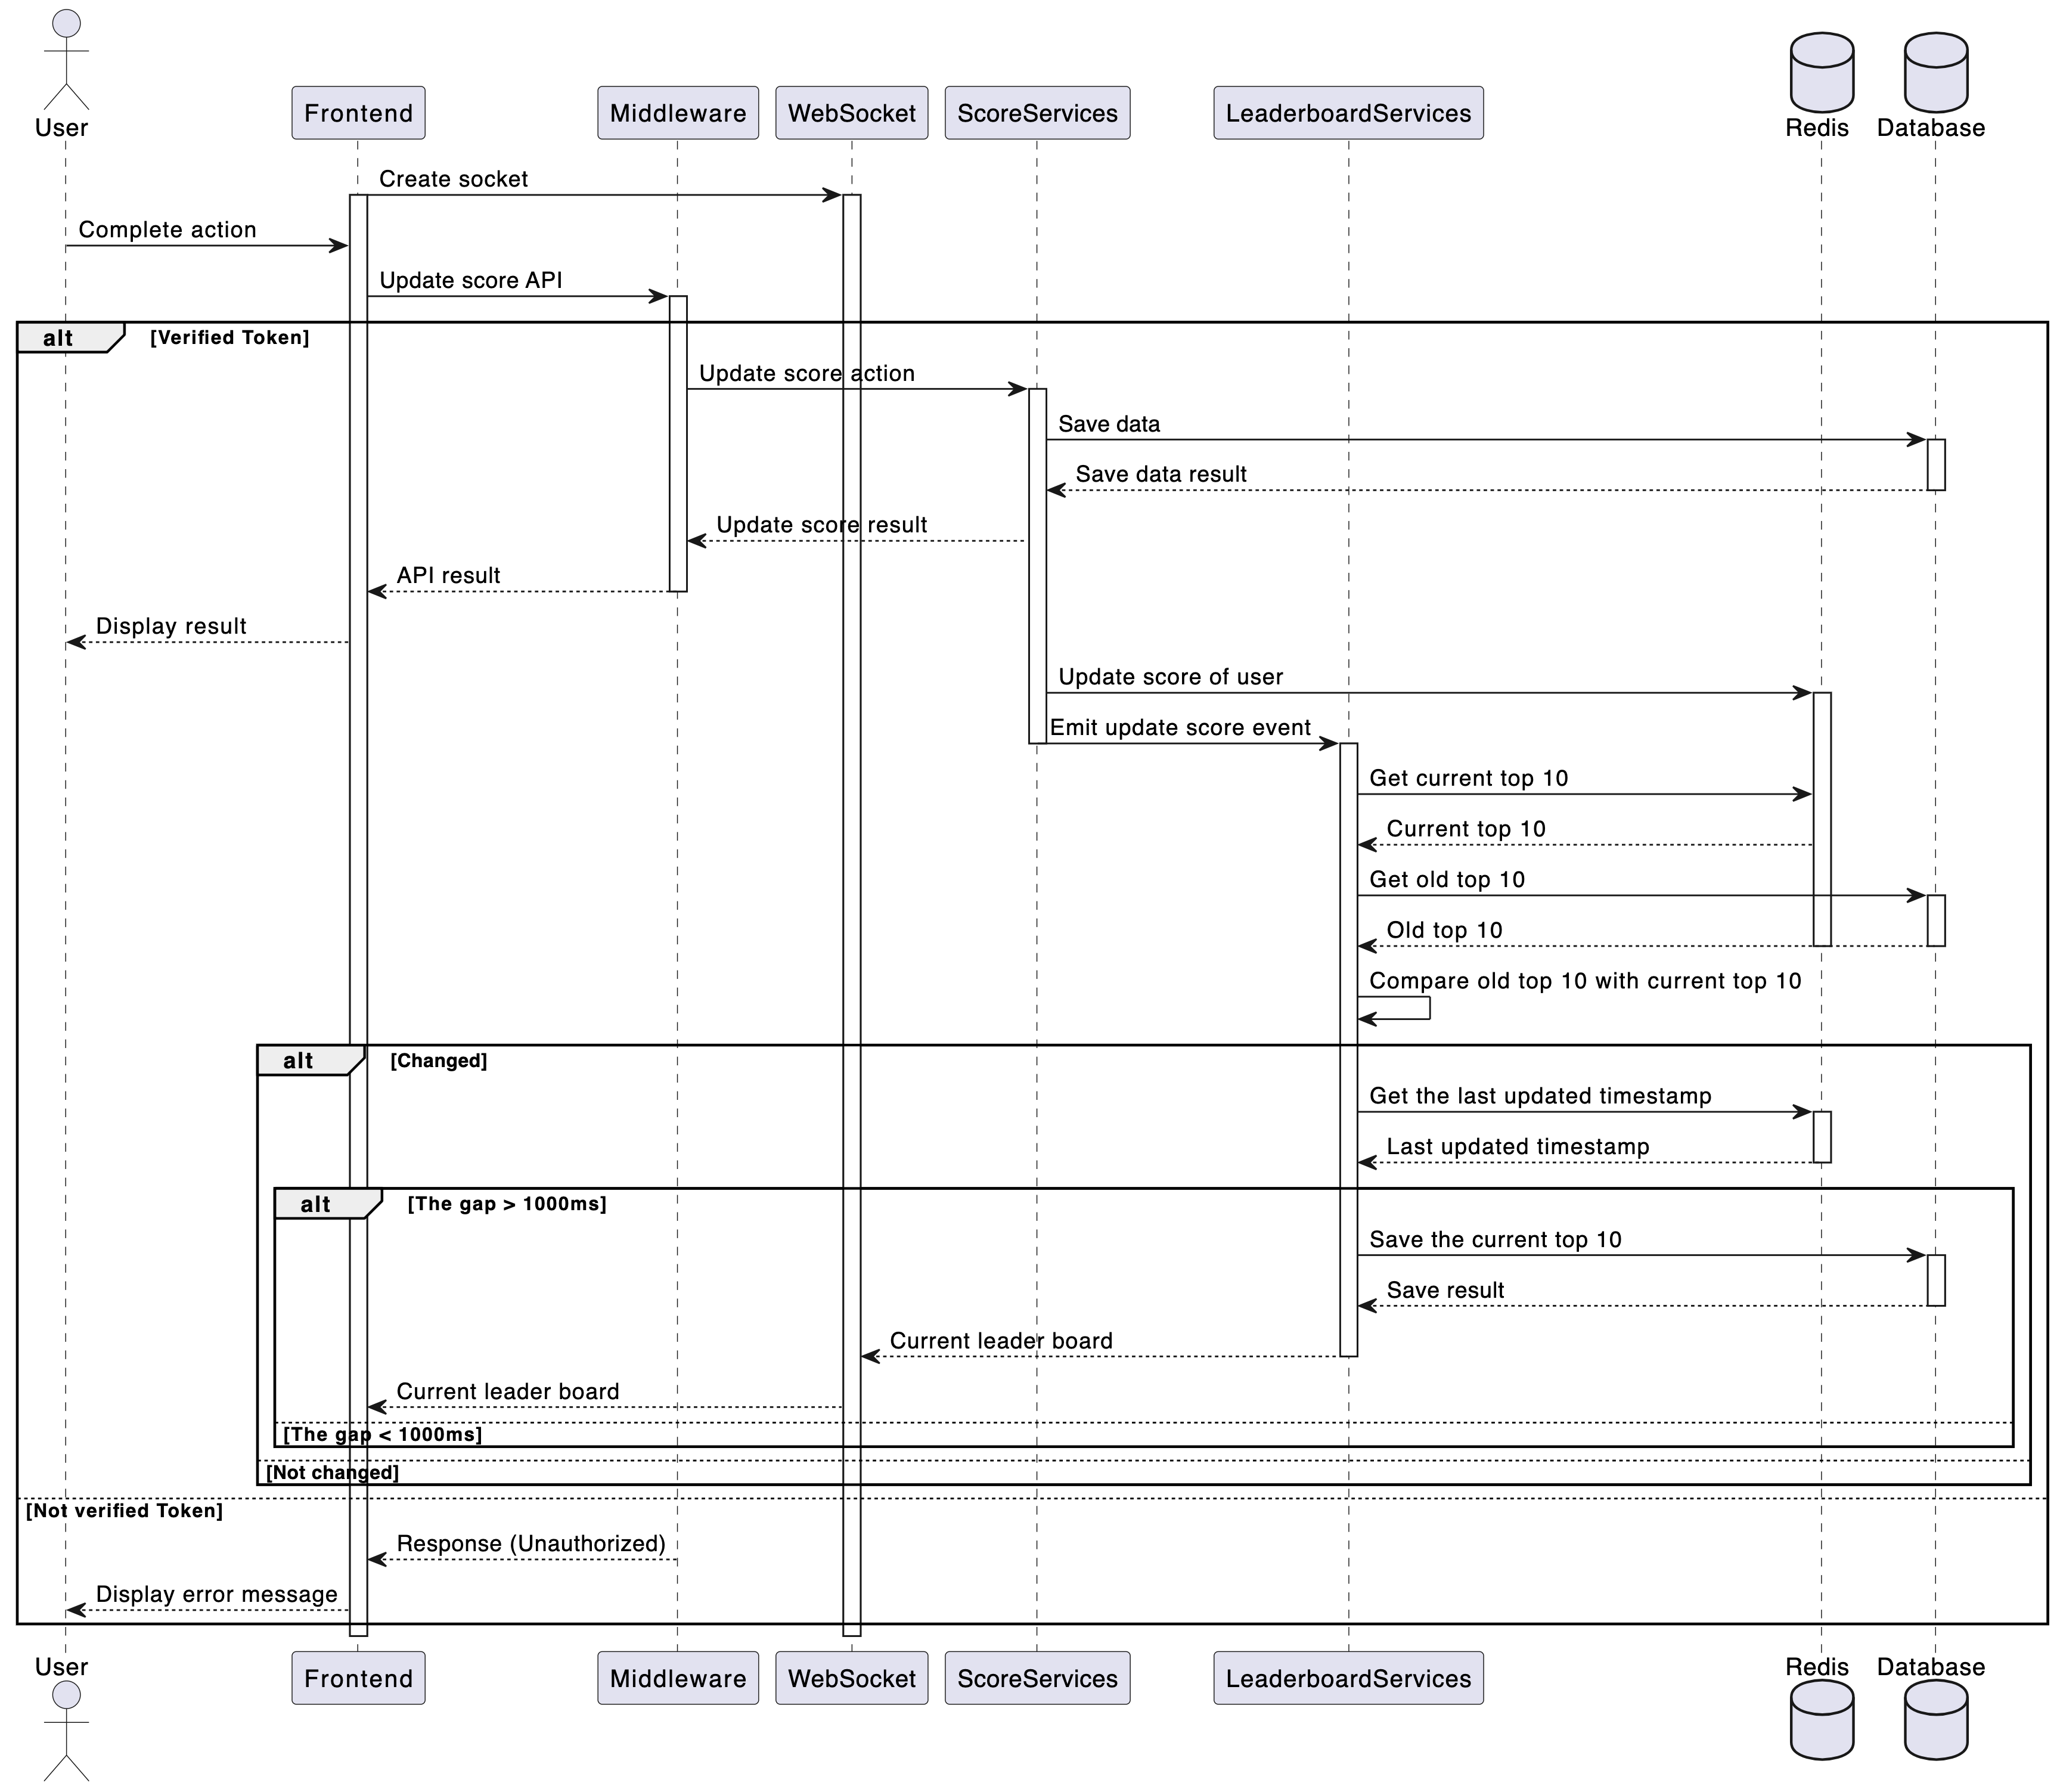 User
Frontend
Middleware
WebSocket
ScoreServices
LeaderboardServices
Redis
Database
Create socket
Complete action
Update score API
alt
[Verified Token]
Update score action
Save data
Save data result
Update score result
API result
Display result
Update score of user
Emit update score event
Get current top 10
Current top 10
Get old top 10
Old top 10
Compare old top 10 with current top 10
alt
[Changed]
Get the last updated timestamp
Last updated timestamp
alt
[The gap > 1000ms]
Save the current top 10
Save result
Current leader board
Current leader board
[The gap < 1000ms]
[Not changed]
[Not verified Token]
Response (Unauthorized)
Display error message
User
Frontend
Middleware
WebSocket
ScoreServices
LeaderboardServices
Redis
Database